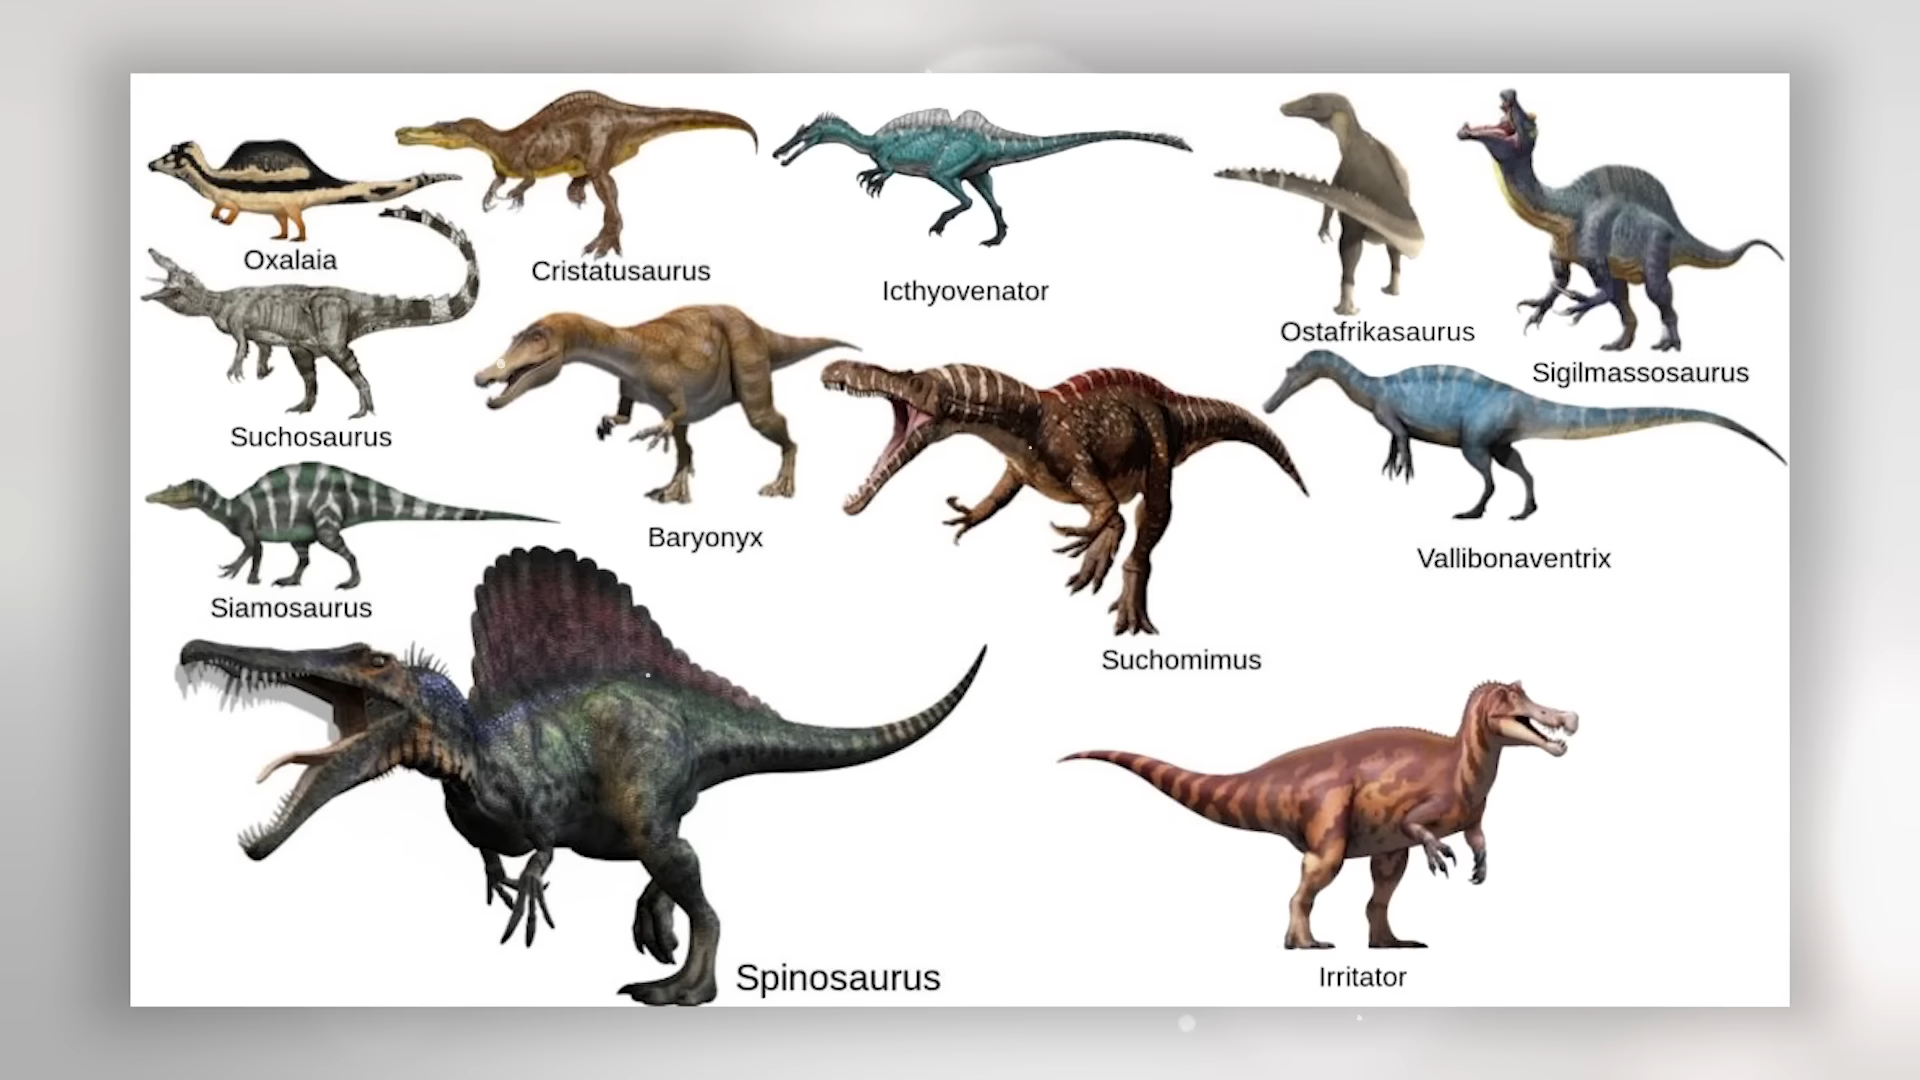 Oxalaia
Cristatusaurus
Icthyovenator
Ostafrikasaurus
Sigilmassosaurus
Suchosaurus
Baryonyx
Vallibonaventrix
Siamosaurus
Suchomimus
Spinosaurus
Irritator